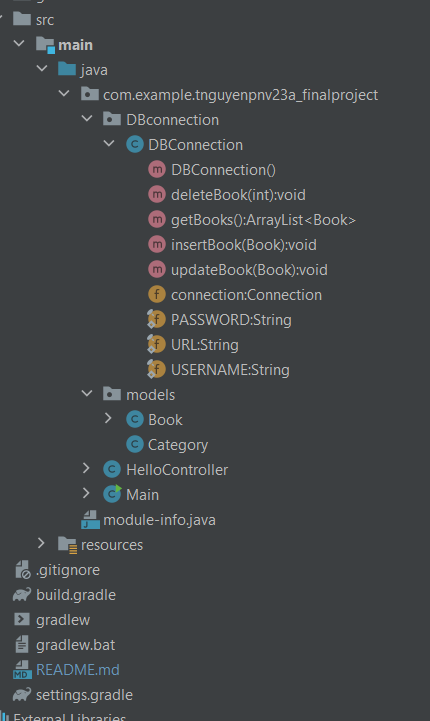 src
main
java
com.example.tnguyenpnv23a_finalproject
DBconnection
DBConnection
DBConnection()
deleteBook(int):void
getBooks():ArrayList<Book>
insertBook(Book):void
updateBook(Book):void
connection:Connection
PASSWORD:String
URL:String
USERNAME:String
models
Book
Category
HelloController
Main
module-info.java
resources
.gitignore
build.gradle
gradlew
gradlew.bat
README.md
settings.gradle
External Libraries